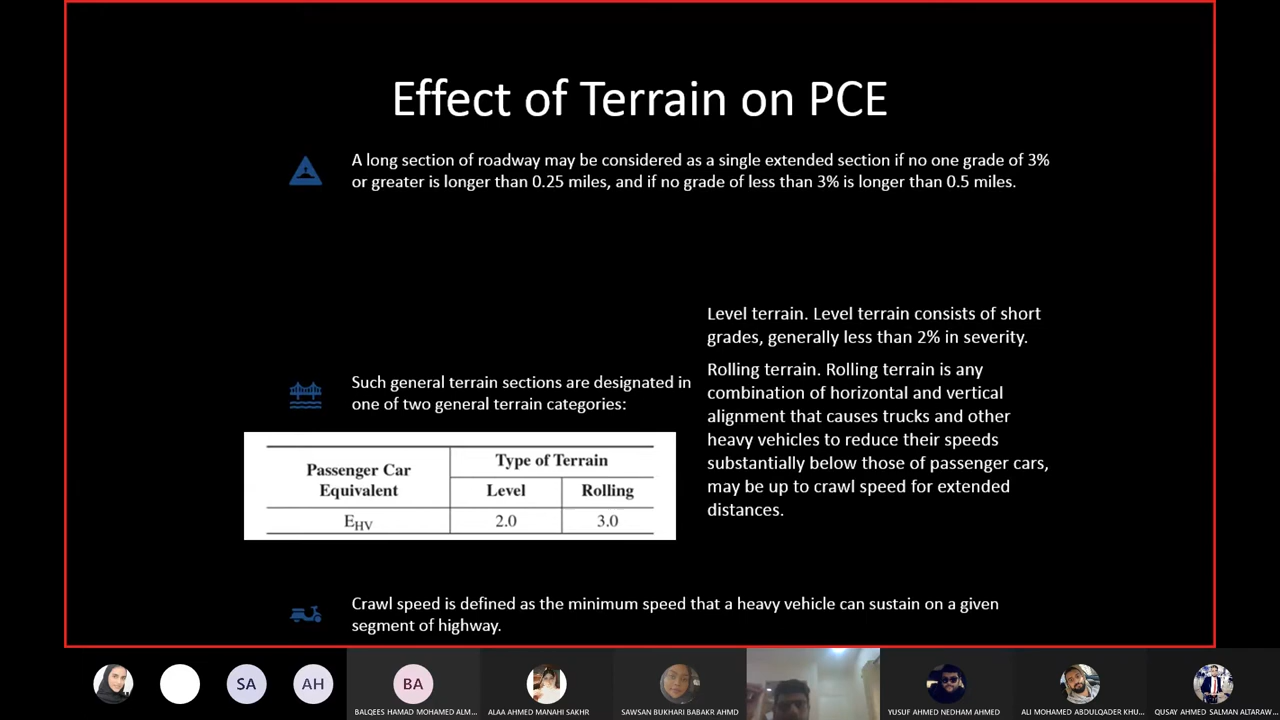 Effect of Terrain on PCE
A long section of roadway may be considered as a single extended section if no one grade of 3%
or greater is longer than 0.25 miles, and if no grade of less than 3% is longer than 0.5 miles.
Such general terrain sections are designated in
one of two general terrain categories:
Level terrain. Level terrain consists of short
grades, generally less than 2% in severity.
Rolling terrain. Rolling terrain is any
combination of horizontal and vertical
alignment that causes trucks and other
heavy vehicles to reduce their speeds
substantially below those of passenger cars,
may be up to crawl speed for extended
distances.
Passenger Car
Equivalent
Type of Terrain
Level Rolling
EHV 2.0 3.0
Crawl speed is defined as the minimum speed that a heavy vehicle can sustain on a given
segment of highway.
SA
AH
BA
BALQEES HAMAD MOHAMED ALM...
ALAA AHMED MANAHI SAKHR
SAWSAN BUKHARI BABAKR AHMD
YUSUF AHMED NEDHAM AHMED
ALI MOHAMED ABDULQADER KHU...
QUSAY AHMED SALMAN ALTARAW...